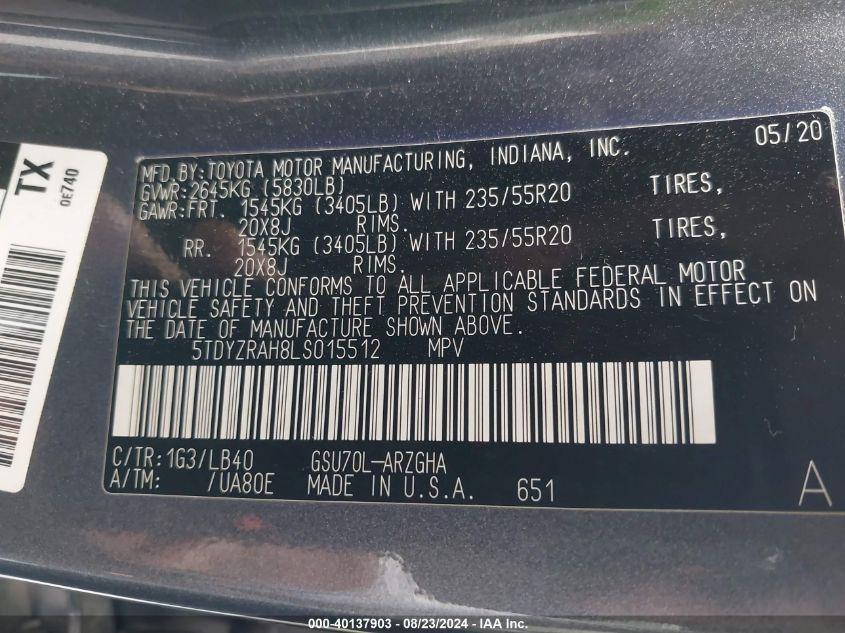 TX
0E740
05/20
MFD.BY:TOYOTA MOTOR MANUFACTURING, INDIANA, INC.
GVWR:2645KG (5830LB)
GAWR:FRT. 1545KG (3405LB) WITH 235/55R20 TIRES,
20X8J RIMS.
RR. 1545KG (3405LB) WITH 235/55R20 TIRES,
20X8J RIMS.
THIS VEHICLE CONFORMS TO ALL APPLICABLE FEDERAL MOTOR
VEHICLE SAFETY AND THEFT PREVENTION STANDARDS IN EFFECT ON
THE DATE OF MANUFACTURE SHOWN ABOVE.
5TDYZRAH8LS015512 MPV
C/TR:1G3/LB40 GSU70L-ARZGHA
A/TM: /UA80E MADE IN U.S.A. 651
A
000-40137903 - 08/23/2024 - IAA Inc.